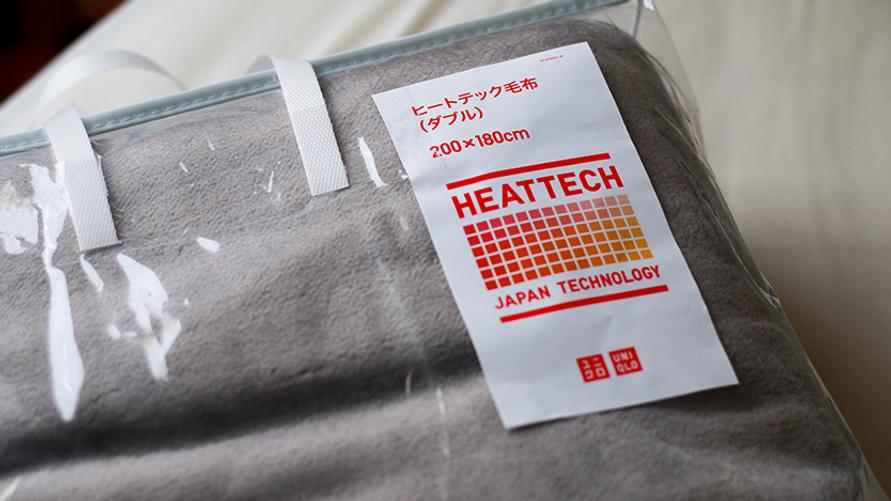 ヒートテック毛布
(ダブル)
200×180cm
HEATTECH
JAPAN TECHNOLOGY
ユニ
クロ
UNI
QLO